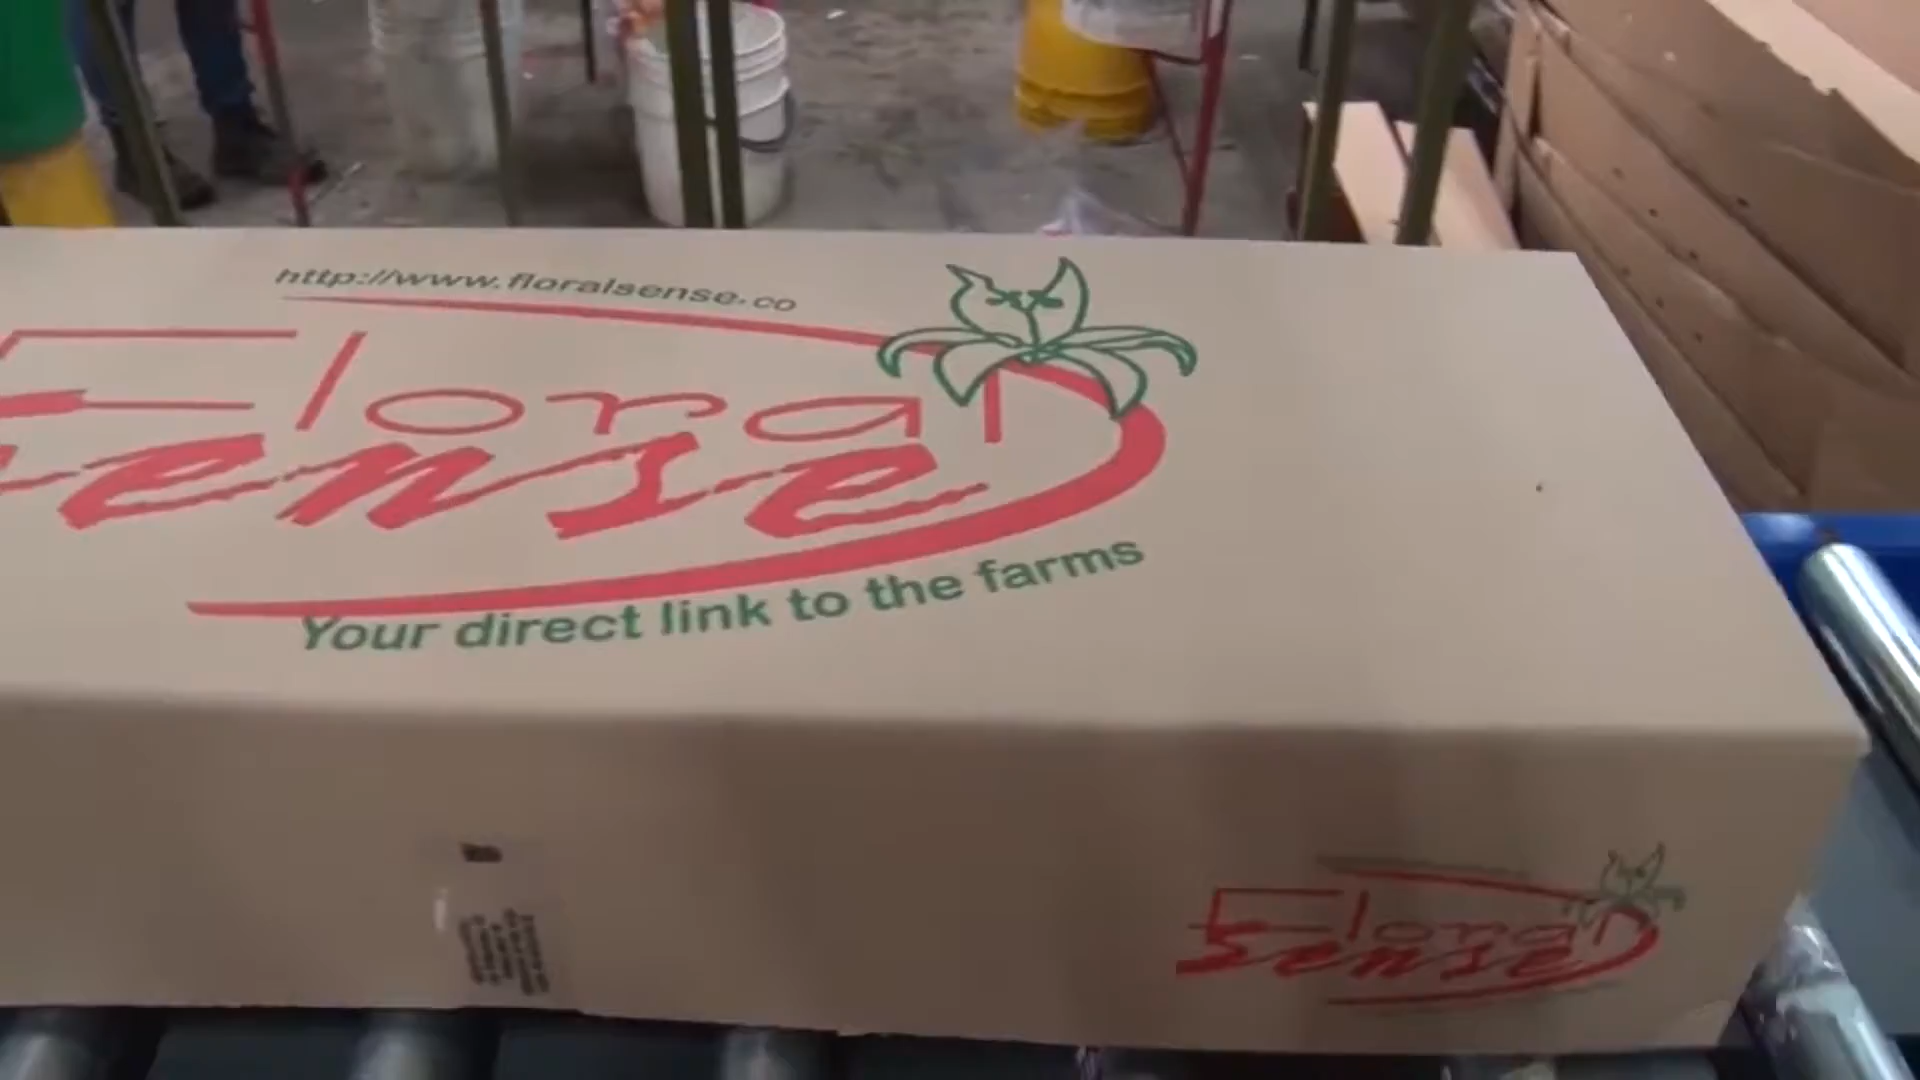 http://www.floralsense.co
Floral
Sense
Your direct link to the farms
Floral
Sense